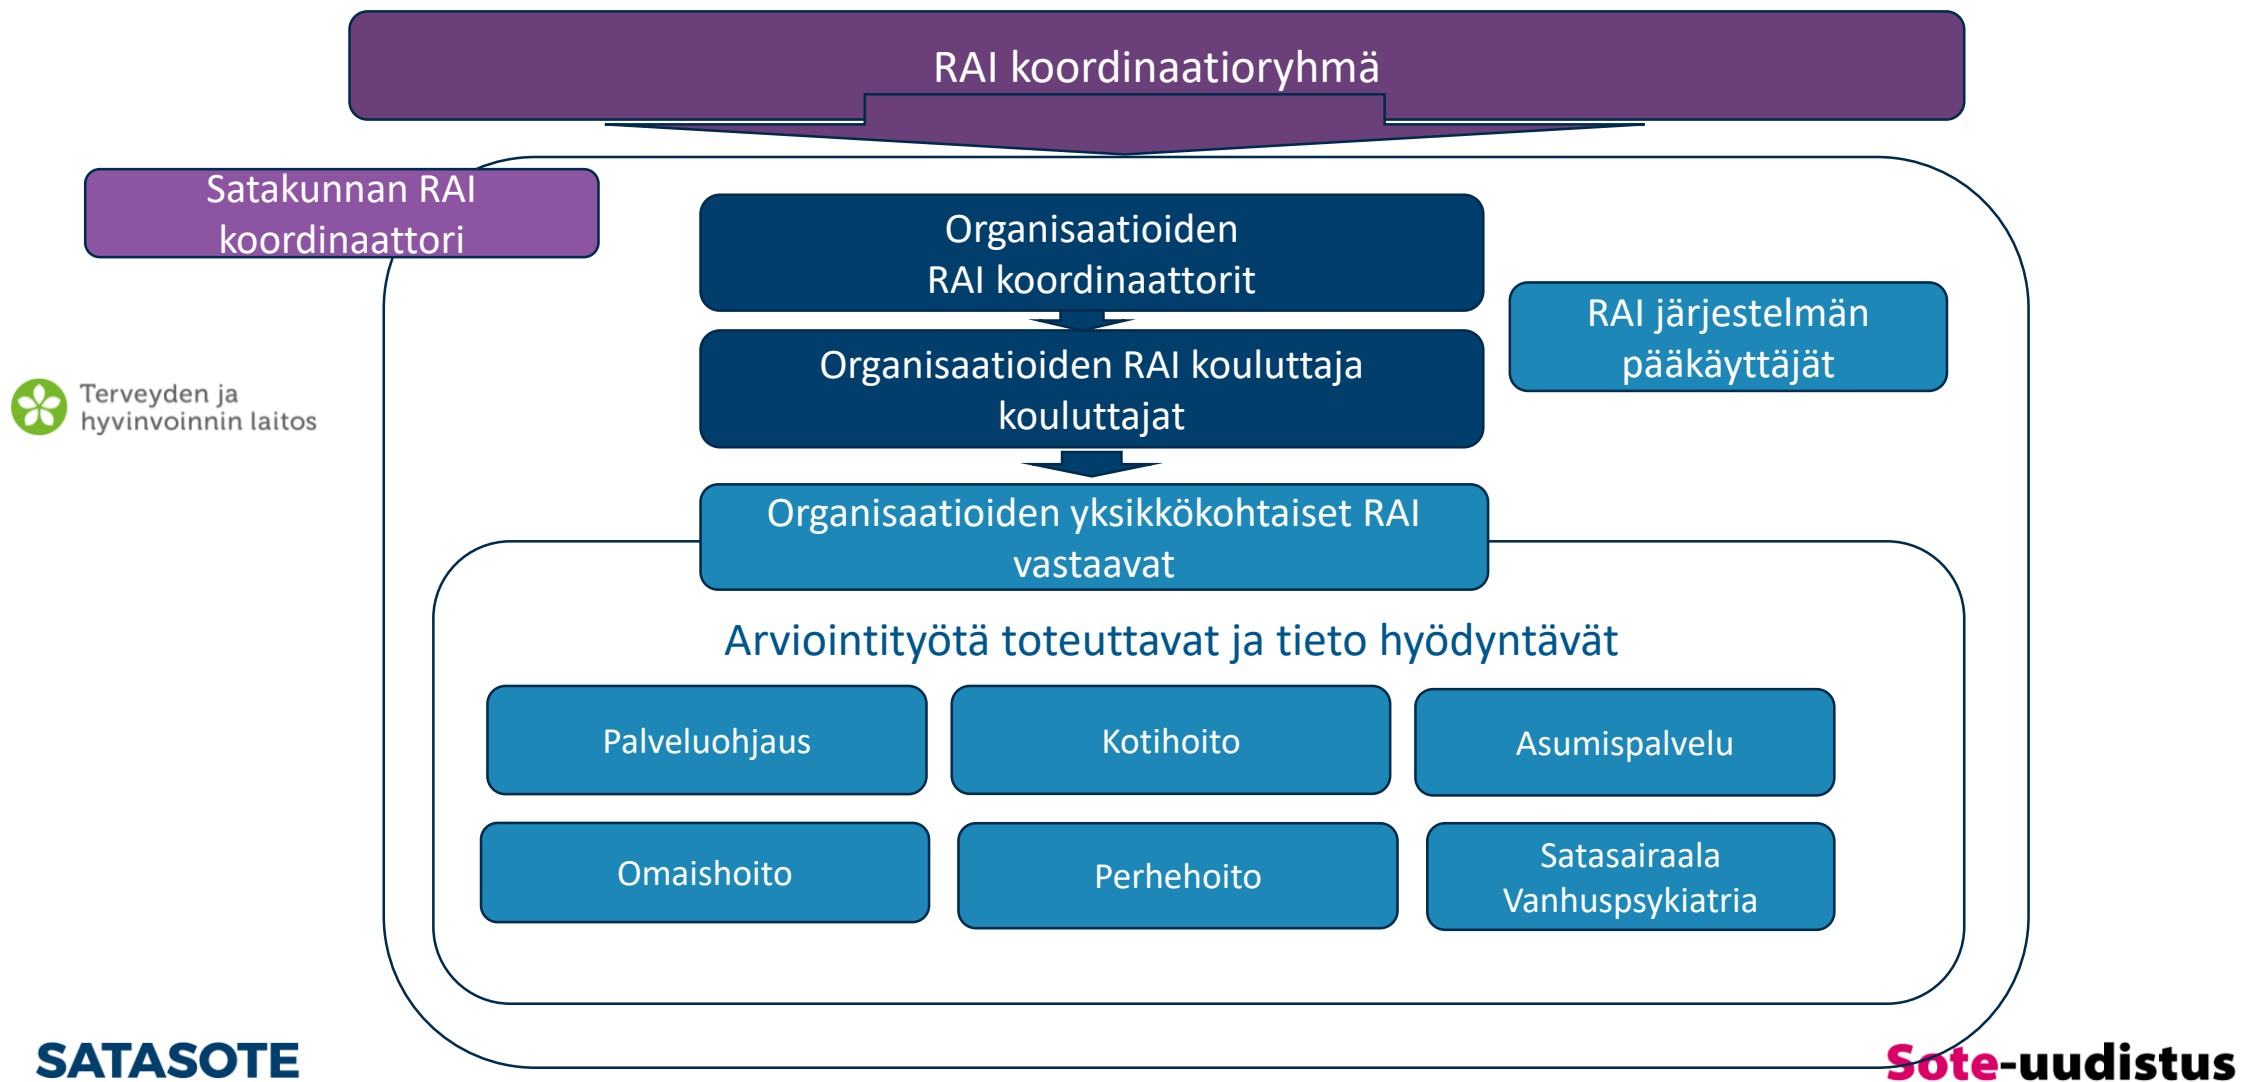 RAI koordinaatioryhmä
Satakunnan RAI
koordinaattori
Organisaatioiden
RAI koordinaattorit
RAI järjestelmän
pääkäyttäjät
Organisaatioiden RAI kouluttaja
kouluttajat
Terveyden ja
hyvinvoinnin laitos
Organisaatioiden yksikkökohtaiset RAI
vastaavat
Arviointityötä toteuttavat ja tieto hyödyntävät
Palveluohjaus
Kotihoito
Asumispalvelu
Omaishoito
Perhehoito
Satasairaala
Vanhuspsykiatria
SATASOTE
Sote-uudistus